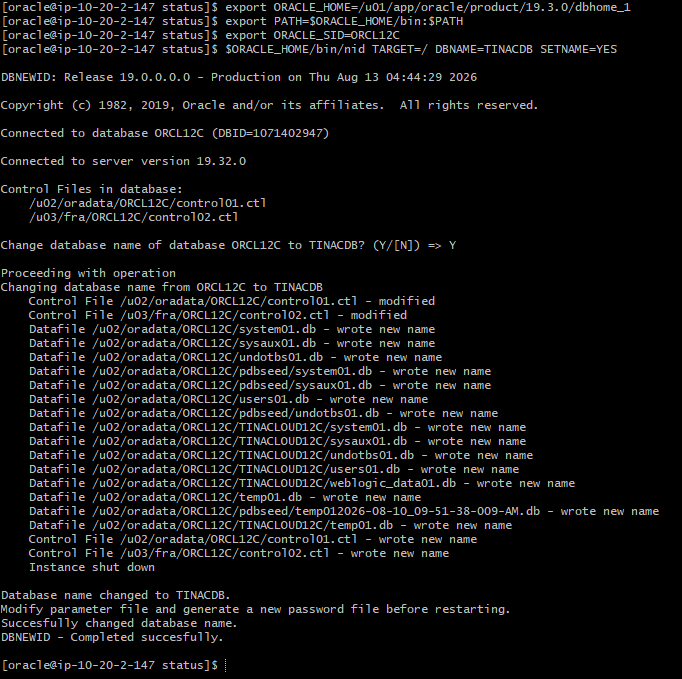 [oracle@ip-10-20-2-147 status]$ export ORACLE_HOME=/u01/app/oracle/product/19.3.0/dbhome_1
[oracle@ip-10-20-2-147 status]$ export PATH=$ORACLE_HOME/bin:$PATH
[oracle@ip-10-20-2-147 status]$ export ORACLE_SID=ORCL12C
[oracle@ip-10-20-2-147 status]$ $ORACLE_HOME/bin/nid TARGET=/ DBNAME=TINACDB SETNAME=YES
DBNEWID: Release 19.0.0.0.0 - Production on Thu Aug 13 04:44:29 2026
Copyright (c) 1982, 2019, Oracle and/or its affiliates.  All rights reserved.
Connected to database ORCL12C (DBID=1071402947)
Connected to server version 19.32.0
Control Files in database:
    /u02/oradata/ORCL12C/control01.ctl
    /u03/fra/ORCL12C/control02.ctl
Change database name of database ORCL12C to TINACDB? (Y/[N]) => Y
Proceeding with operation
Changing database name from ORCL12C to TINACDB
    Control File /u02/oradata/ORCL12C/control01.ctl - modified
    Control File /u03/fra/ORCL12C/control02.ctl - modified
    Datafile /u02/oradata/ORCL12C/system01.db - wrote new name
    Datafile /u02/oradata/ORCL12C/sysaux01.db - wrote new name
    Datafile /u02/oradata/ORCL12C/undotbs01.db - wrote new name
    Datafile /u02/oradata/ORCL12C/pdbseed/system01.db - wrote new name
    Datafile /u02/oradata/ORCL12C/pdbseed/sysaux01.db - wrote new name
    Datafile /u02/oradata/ORCL12C/users01.db - wrote new name
    Datafile /u02/oradata/ORCL12C/pdbseed/undotbs01.db - wrote new name
    Datafile /u02/oradata/ORCL12C/TINACLOUD12C/system01.db - wrote new name
    Datafile /u02/oradata/ORCL12C/TINACLOUD12C/sysaux01.db - wrote new name
    Datafile /u02/oradata/ORCL12C/TINACLOUD12C/undotbs01.db - wrote new name
    Datafile /u02/oradata/ORCL12C/TINACLOUD12C/users01.db - wrote new name
    Datafile /u02/oradata/ORCL12C/TINACLOUD12C/weblogic_data01.db - wrote new name
    Datafile /u02/oradata/ORCL12C/temp01.db - wrote new name
    Datafile /u02/oradata/ORCL12C/pdbseed/temp012026-08-10_09-51-38-009-AM.db - wrote new name
    Datafile /u02/oradata/ORCL12C/TINACLOUD12C/temp01.db - wrote new name
    Control File /u02/oradata/ORCL12C/control01.ctl - wrote new name
    Control File /u03/fra/ORCL12C/control02.ctl - wrote new name
    Instance shut down
Database name changed to TINACDB.
Modify parameter file and generate a new password file before restarting.
Succesfully changed database name.
DBNEWID - Completed succesfully.
[oracle@ip-10-20-2-147 status]$